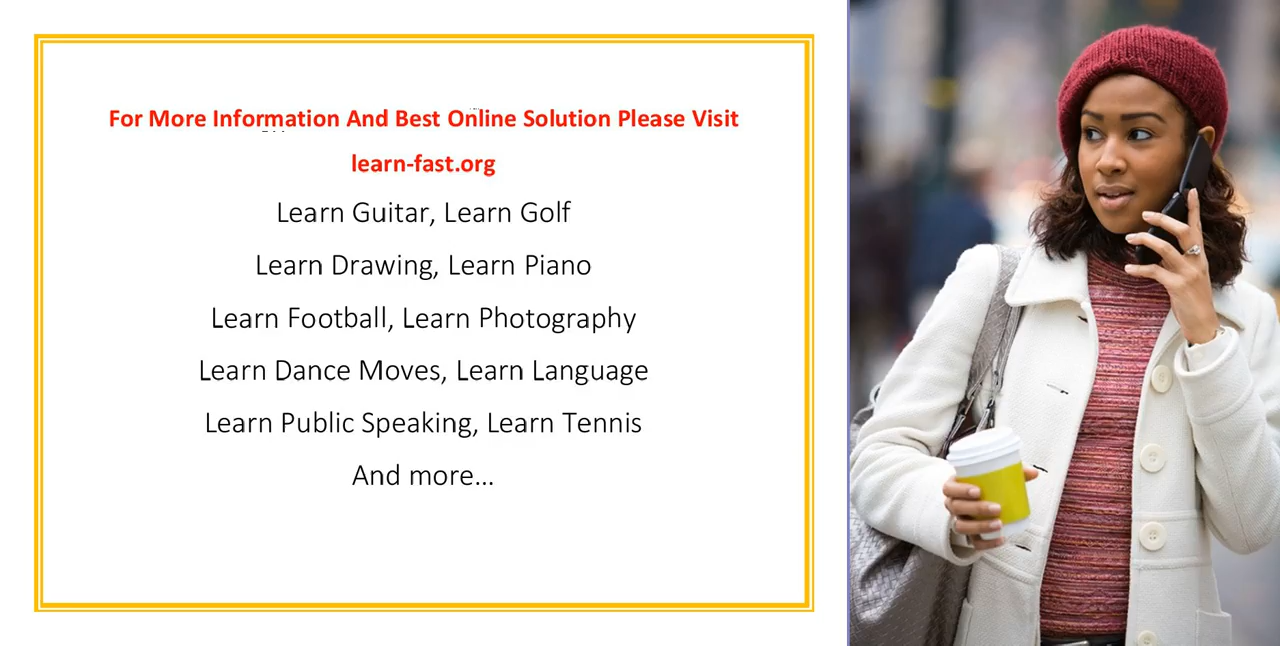 For More Information And Best Online Solution Please Visit
learn-fast.org
Learn Guitar, Learn Golf
Learn Drawing, Learn Piano
Learn Football, Learn Photography
Learn Dance Moves, Learn Language
Learn Public Speaking, Learn Tennis
And more...